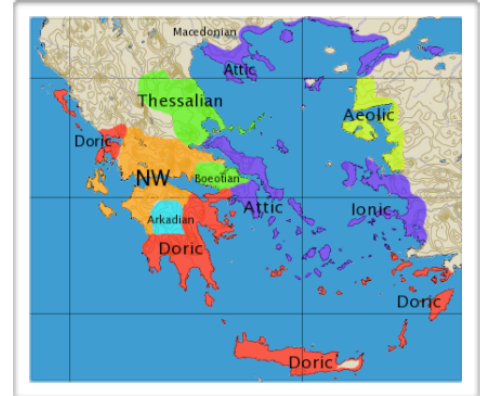 Macedonian
Attic
Thessalian
Aeolic
Doric
NW
Boeotian
Attic
Ionic
Arkadian
Doric
Doric
Doric